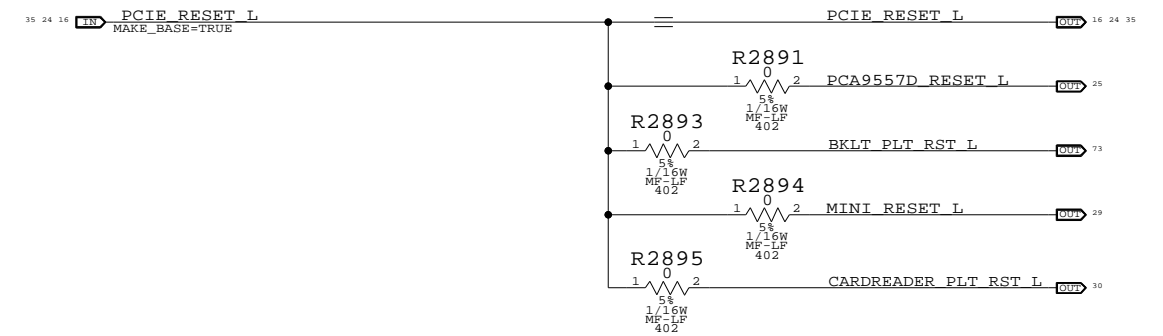 35 24 16 IN PCIE_RESET_L PCIE_RESET_L OUT 16 24 35
MAKE_BASE=TRUE
R2891
0
1 2 PCA9557D_RESET_L OUT 25
5%
1/16W
MF-LF
402
R2893
0
1 2 BKLT_PLT_RST_L OUT 73
5%
1/16W
MF-LF
402
R2894
0
1 2 MINI_RESET_L OUT 29
5%
1/16W
MF-LF
402
R2895
0
1 2 CARDREADER_PLT_RST_L OUT 30
5%
1/16W
MF-LF
402